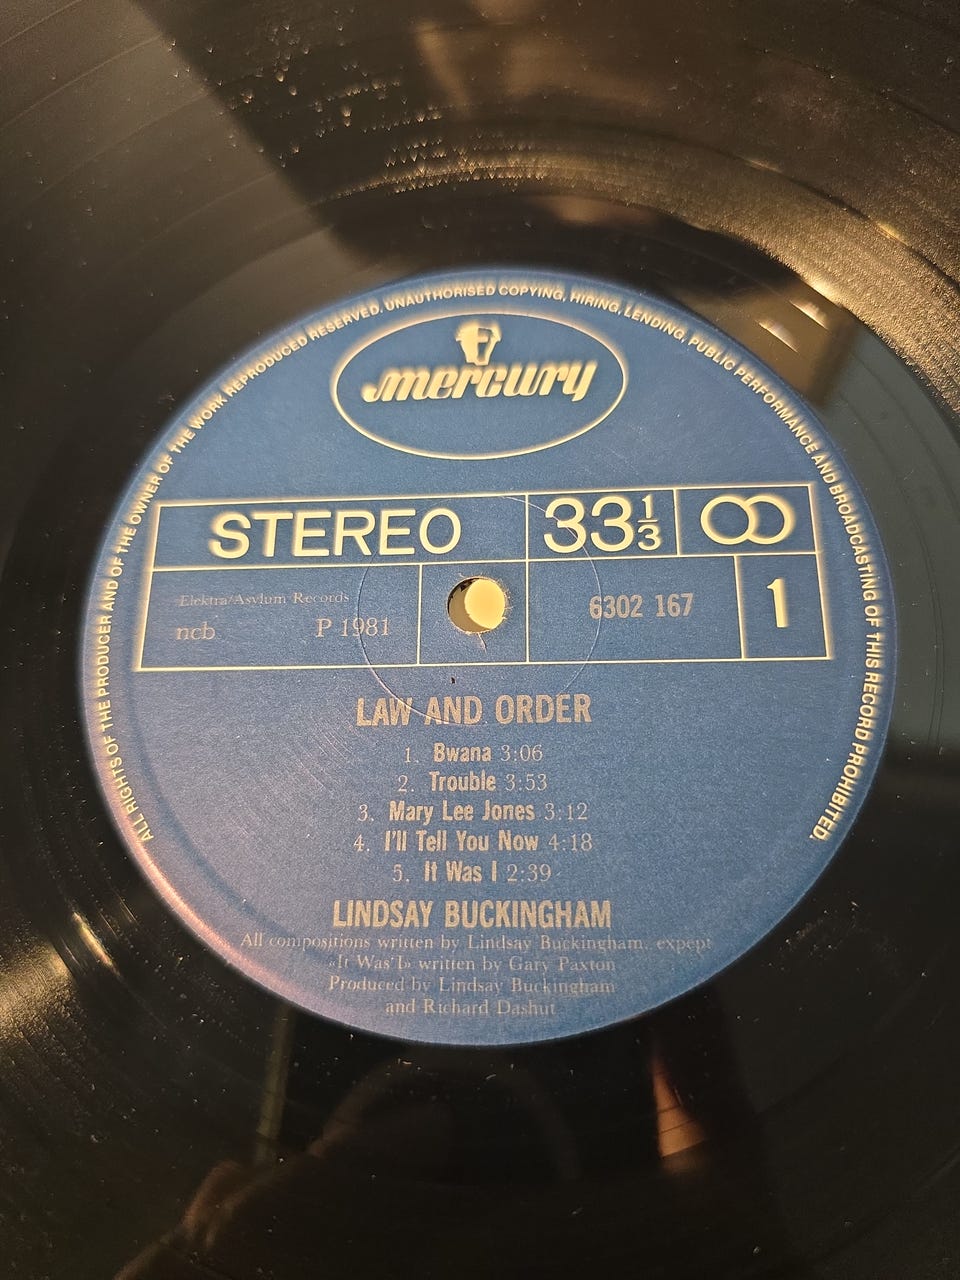 ALL RIGHTS OF THE PRODUCER AND OF THE OWNER OF THE WORK REPRODUCED RESERVED. UNAUTHORISED COPYING, HIRING, LENDING, PUBLIC PERFORMANCE AND BROADCASTING OF THIS RECORD PROHIBITED.
mercury
STEREO 33 1/3
Elektra/Asylum Records
ncb P 1981 6302 167 1
LAW AND ORDER
1. Bwana 3:06
2. Trouble 3:53
3. Mary Lee Jones 3:12
4. I'll Tell You Now 4:18
5. It Was I 2:39
LINDSAY BUCKINGHAM
All compositions written by Lindsay Buckingham, except
«It Was I» written by Gary Paxton
Produced by Lindsay Buckingham
and Richard Dashut